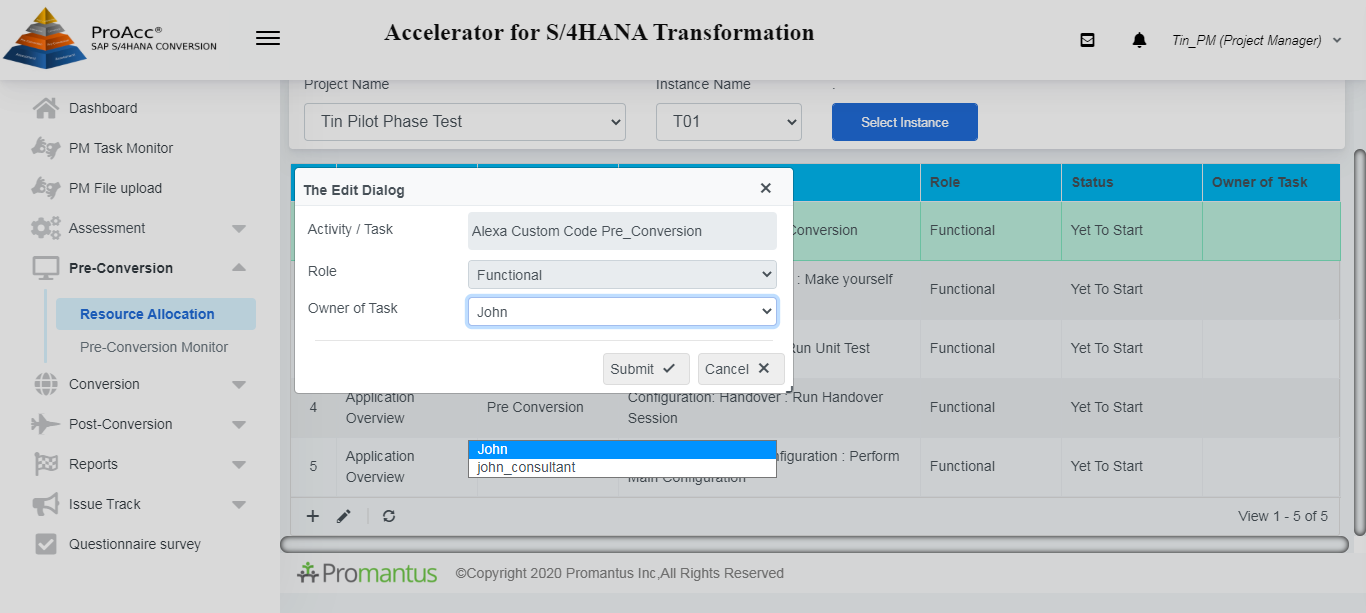 ProAcc®
SAP S/4HANA CONVERSION
Accelerator for S/4HANA Transformation
Tin_PM (Project Manager)
Dashboard
PM Task Monitor
PM File upload
Assessment
Pre-Conversion
Resource Allocation
Pre-Conversion Monitor
Conversion
Post-Conversion
Reports
Issue Track
Questionnaire survey
Project Name
Instance Name
.
Tin Pilot Phase Test
T01
Select Instance
Role
Status
Owner of Task
Conversion
Functional
Yet To Start
: Make yourself
Functional
Yet To Start
Run Unit Test
Functional
Yet To Start
The Edit Dialog
Activity / Task
Alexa Custom Code Pre_Conversion
Role
Functional
Owner of Task
John
Submit
Cancel
4
Application
Overview
Pre Conversion
Configuration: Handover : Run Handover
Session
Functional
Yet To Start
John
john_consultant
5
Application
Overview
figuration : Perform
Main Configuration
Functional
Yet To Start
View 1 - 5 of 5
Promantus
©Copyright 2020 Promantus Inc,All Rights Reserved